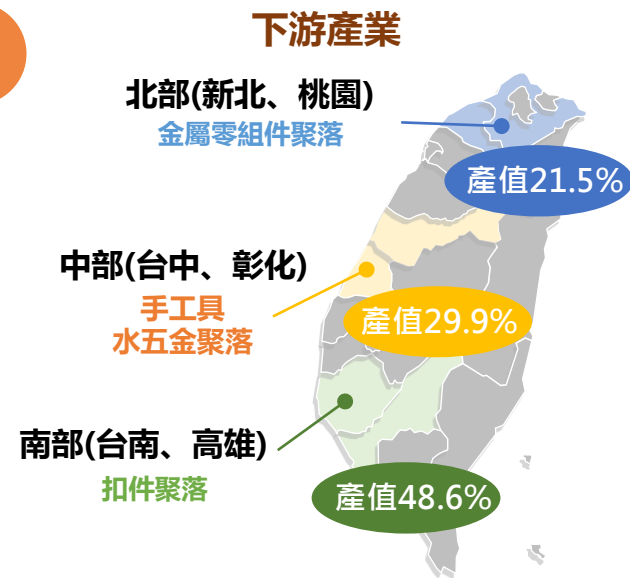 下游產業
北部(新北、桃園)
金屬零組件聚落
產值21.5%
中部(台中、彰化)
手工具
水五金聚落
產值29.9%
南部(台南、高雄)
扣件聚落
產值48.6%